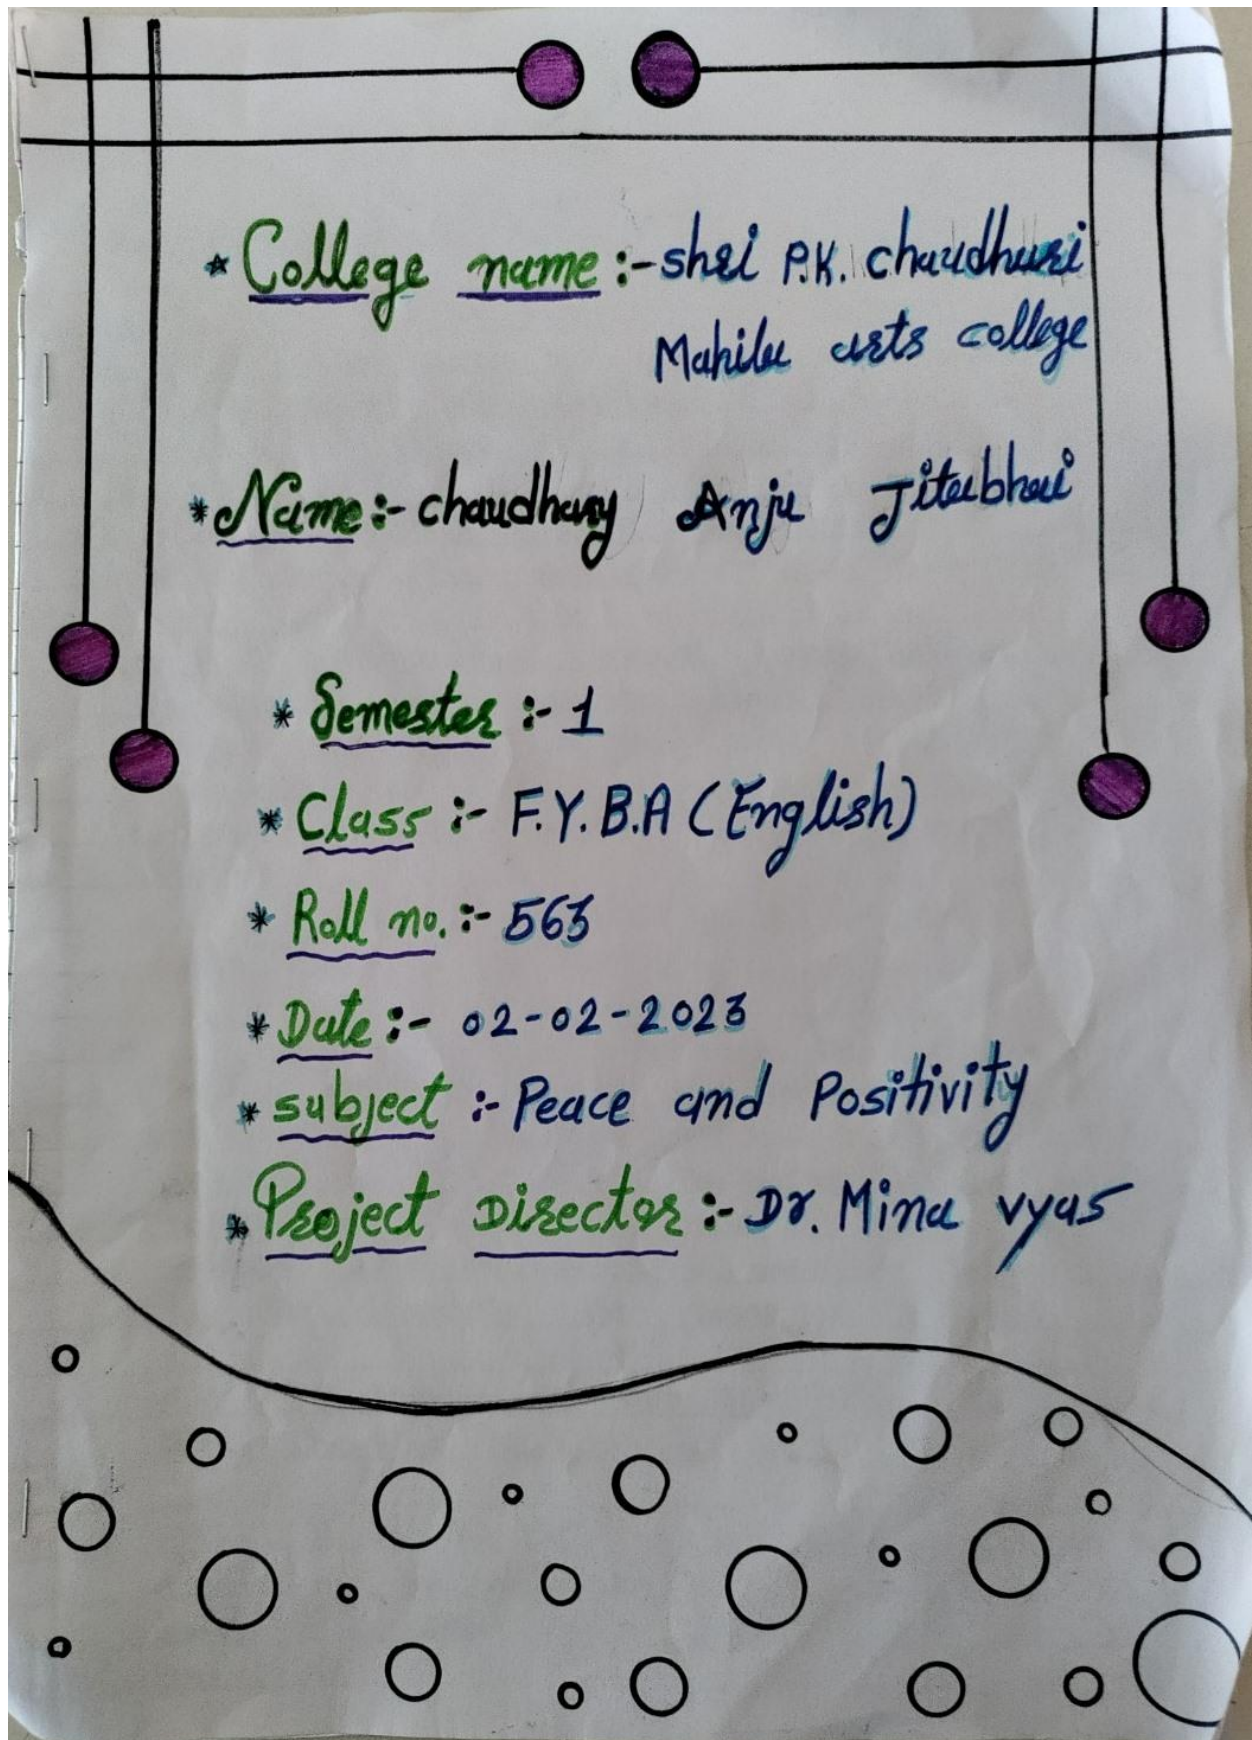 * College name :- shri P.K. chaudhuri
Mahila arts college
* Name :- chaudhary Anju Jitubhai
* Semester :- 1
* Class :- F.Y.B.A (English)
* Roll no. :- 563
* Date :- 02-02-2023
* subject :- Peace and Positivity
* Project Director :- Dr. Mina vyas